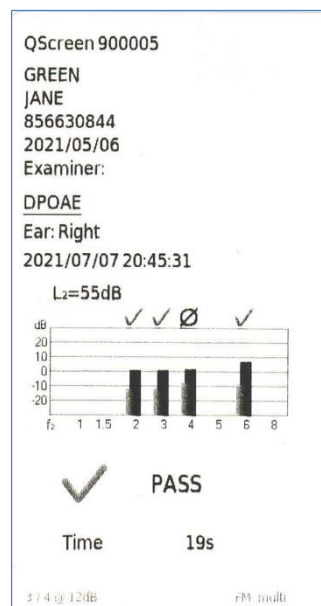 QScreen 900005
GREEN
JANE
856630844
2021/05/06
Examiner:
DPOAE
Ear: Right
2021/07/07 20:45:31
L₂=55dB
✓ ✓ Ø ✓
dB
20
10
0
-10
-20
f₂ 1 1.5 2 3 4 5 6 8
✓ PASS
Time 19s
3 / 4 @ 12dB FM multi